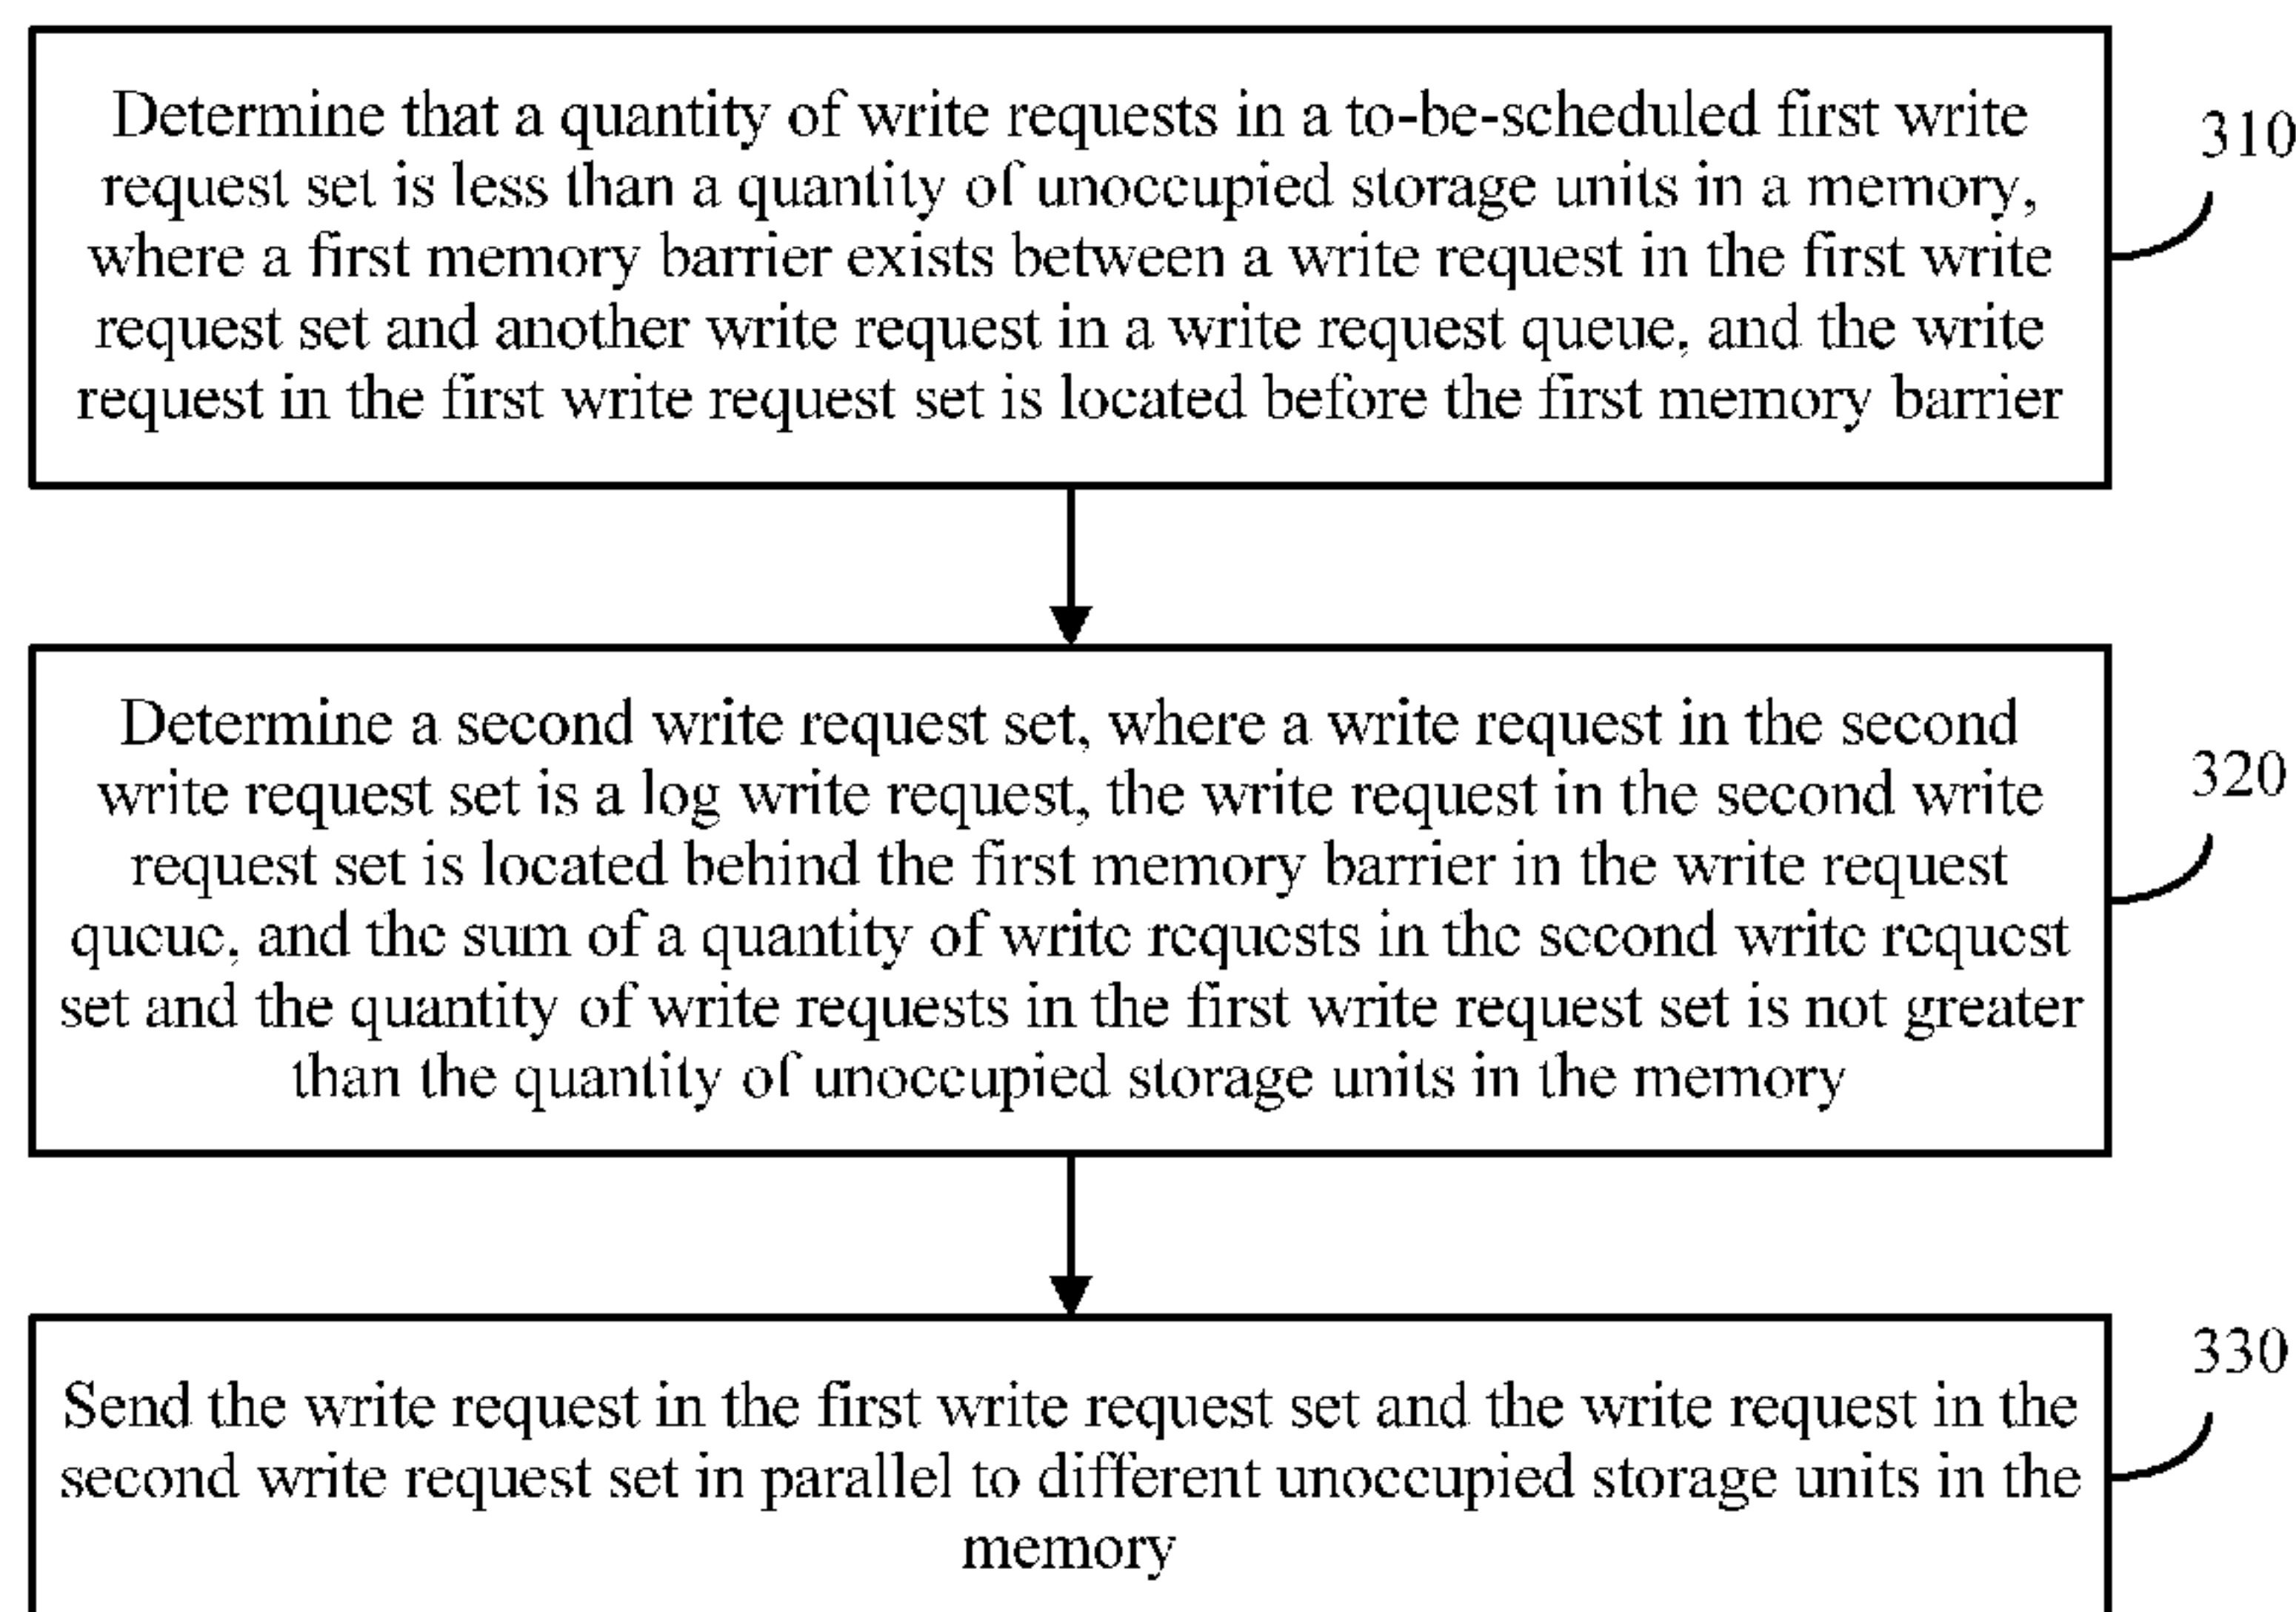 Determine that a quantity of write requests in a to-be-scheduled first write
request set is less than a quantity of unoccupied storage units in a memory,
where a first memory barrier exists between a write request in the first write
request set and another write request in a write request queue, and the write
request in the first write request set is located before the first memory barrier
310
Determine a second write request set, where a write request in the second
write request set is a log write request, the write request in the second write
request set is located behind the first memory barrier in the write request
queue, and the sum of a quantity of write requests in the second write request
set and the quantity of write requests in the first write request set is not greater
than the quantity of unoccupied storage units in the memory
320
Send the write request in the first write request set and the write request in the
second write request set in parallel to different unoccupied storage units in the
memory
330